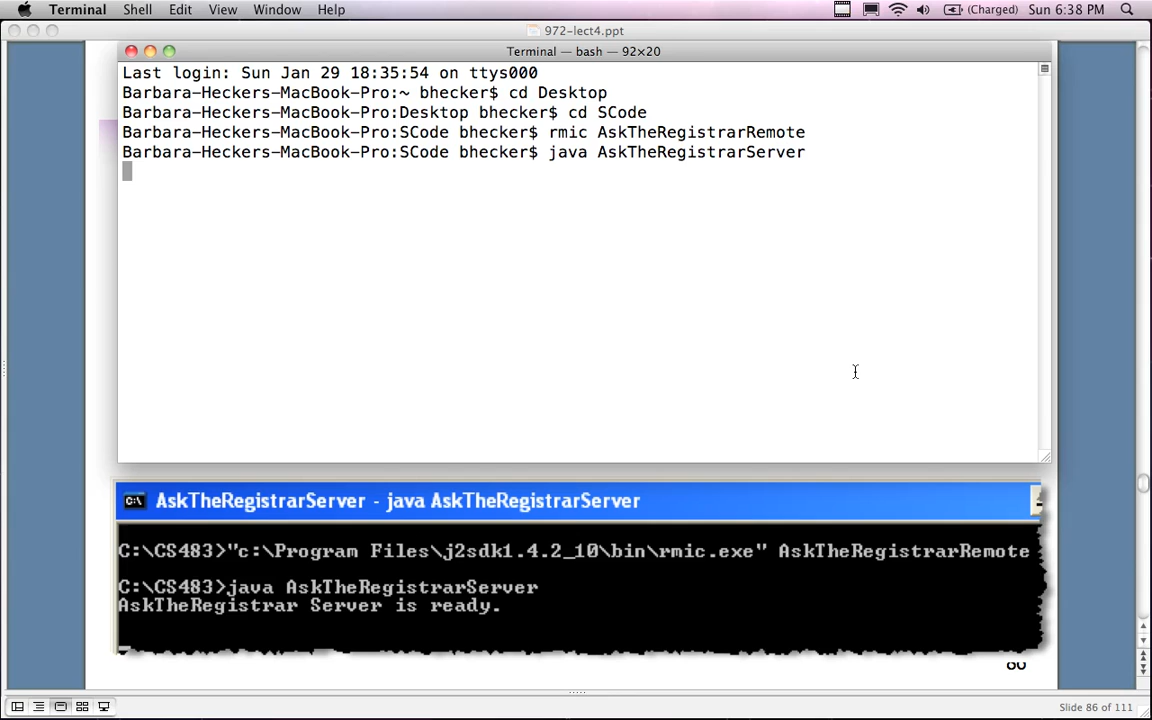 Terminal Shell Edit View Window Help (Charged) Sun 6:38 PM
972-lect4.ppt
Terminal — bash — 92×20
Last login: Sun Jan 29 18:35:54 on ttys000
Barbara-Heckers-MacBook-Pro:~ bhecker$ cd Desktop
Barbara-Heckers-MacBook-Pro:Desktop bhecker$ cd SCode
Barbara-Heckers-MacBook-Pro:SCode bhecker$ rmic AskTheRegistrarRemote
Barbara-Heckers-MacBook-Pro:SCode bhecker$ java AskTheRegistrarServer
C:\ AskTheRegistrarServer - java AskTheRegistrarServer
C:\CS483>"c:\Program Files\j2sdk1.4.2_10\bin\rmic.exe" AskTheRegistrarRemote
C:\CS483>java AskTheRegistrarServer
AskTheRegistrar Server is ready.
Slide 86 of 111